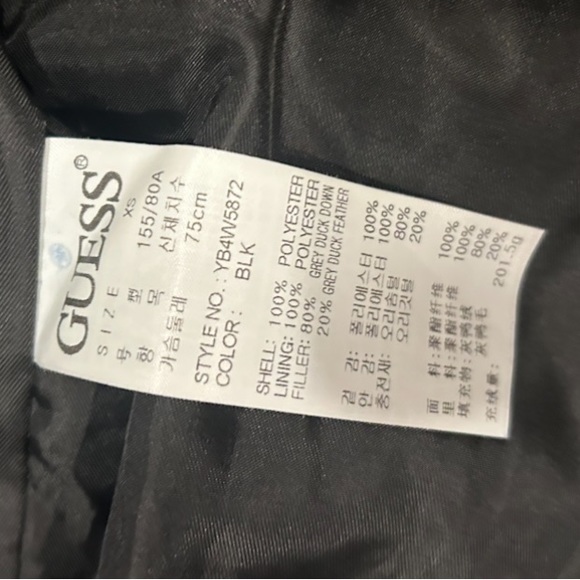 GUESS®
SIZE XS
호 형 155/80A
항 목 신체치수
가슴둘레 75cm
STYLE NO.: YB4W5872
COLOR: BLK
SHELL: 100% POLYESTER
LINING: 100% POLYESTER
FILLER: 80% GREY DUCK DOWN
20% GREY DUCK FEATHER
겉 감: 폴리에스터 100%
안 감: 폴리에스터 100%
충전재: 오리솜털 80%
오리깃털 20%
面 料: 聚酯纤维 100%
里 料: 聚酯纤维 100%
填充物: 灰鸭绒 80%
灰鸭毛 20%
充绒量: 201.5g